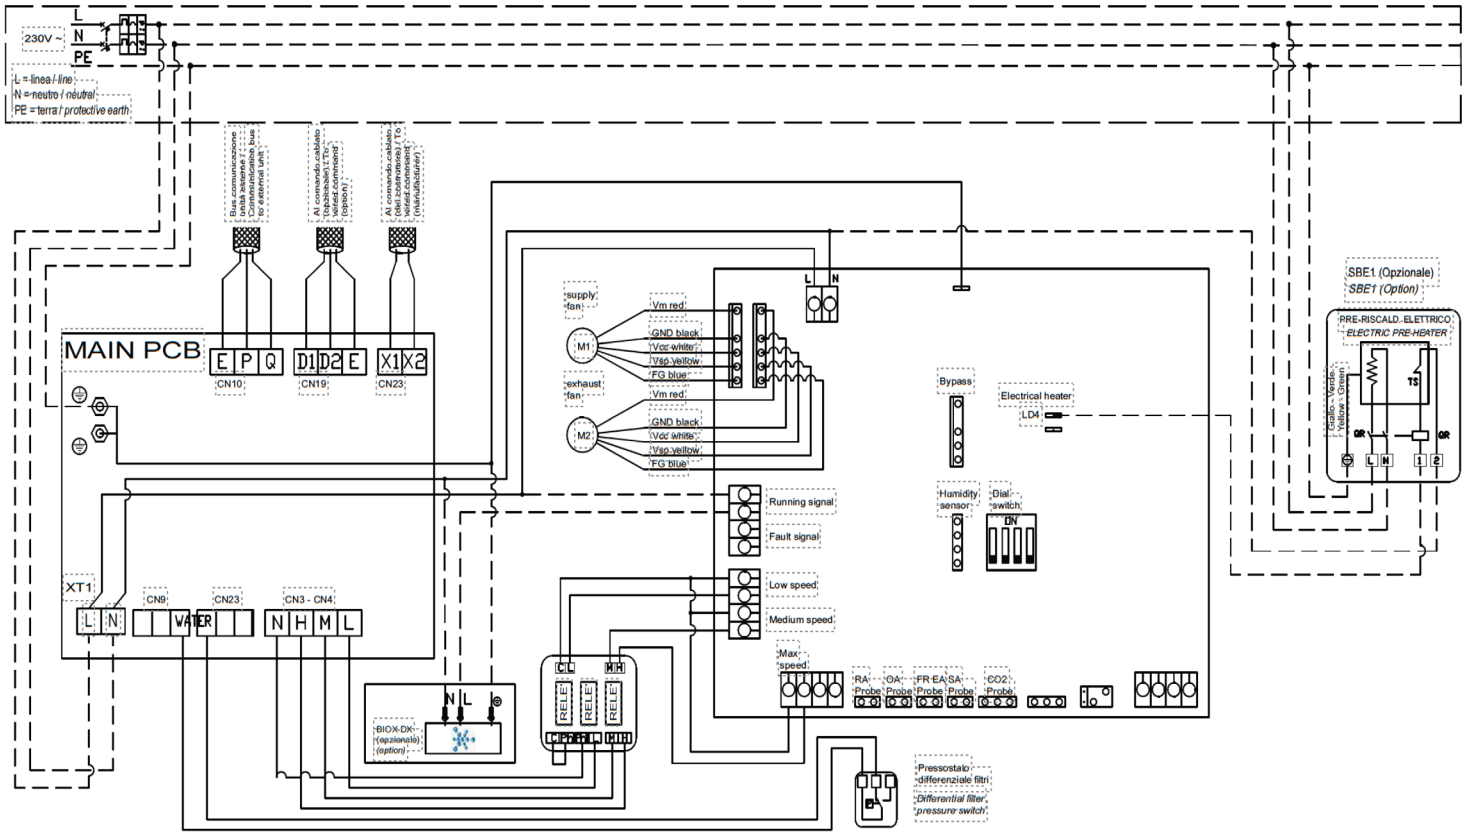 L
230V ~
N
PE
L = linea / line
N = neutro / neutral
PE = terra / protective earth
Bus comunicazione
unità esterne /
Communication bus
to external unit
Al comando cablato
(opzionale) / To
wired command
(option)
Al comando cablato
(del costruttore) / To
wired command
(manufacturer)
MAIN PCB
E P Q
CN10
D1 D2 E
CN19
X1 X2
CN23
supply
fan
M1
Vm red
GND black
Vcc white
Vsp yellow
FG blue
exhaust
fan
M2
Vm red
GND black
Vcc white
Vsp yellow
FG blue
L N
Bypass
Electrical heater
LD4
Humidity
sensor
Dial
switch
ON
SBE1 (Opzionale)
SBE1 (Option)
PRE-RISCALD. ELETTRICO
ELECTRIC PRE-HEATER
Giallo - Verde
Yellow - Green
TS
QR
QR
L N 1 2
Running signal
Fault signal
Low speed
Medium speed
Max
speed
RA
Probe
OA
Probe
FR EA
Probe
SA
Probe
CO2
Probe
XT1
L N
CN9
WATER
CN23
CN3 - CN4
N H M L
C L M H
RELE'
RELE'
RELE'
C Ph Ph L M H
N L
BIOX-DX
(opzionale)
(option)
Pressostato
differenziale filtri
Differential filter
pressure switch